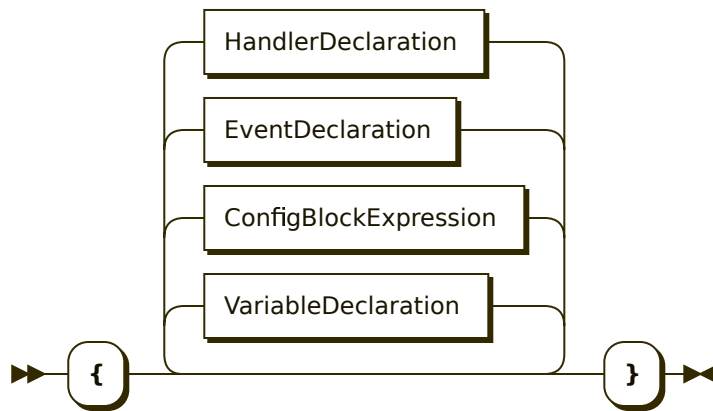 HandlerDeclaration
EventDeclaration
ConfigBlockExpression
VariableDeclaration
{ }